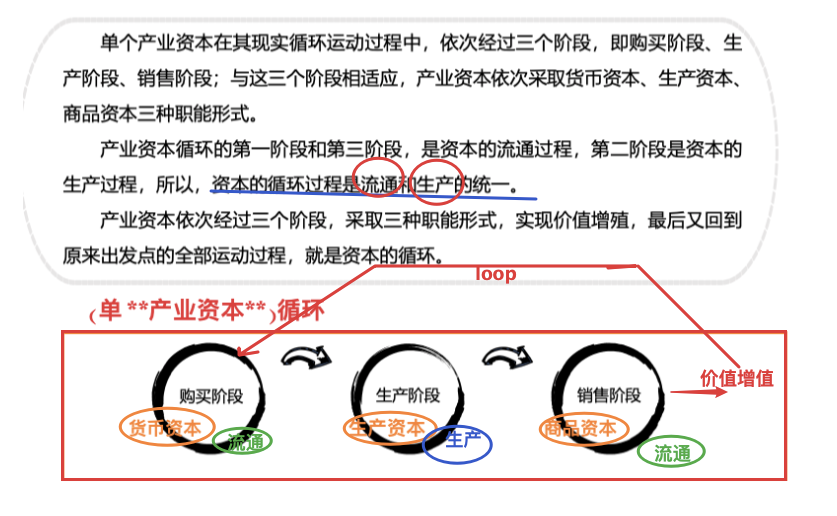 单个产业资本在其现实循环运动过程中，依次经过三个阶段，即购买阶段、生
产业阶段、销售阶段；与这三个阶段相适应，产业资本依次采取货币资本、生产资本、
商品资本三种职能形式。
产业资本循环的第一阶段和第三阶段，是资本的流通过程，第二阶段是资本的
生产过程，所以，资本的循环过程是流通和生产的统一。
产业资本依次经过三个阶段，采取三种职能形式，实现价值增殖，最后又回到
原来出发点的全部运动过程，就是资本的循环。
loop
(单**产业资本**)循环
价值增值
购买阶段
生产阶段
销售阶段
货币资本
流通
生产资本
生产
商品资本
流通